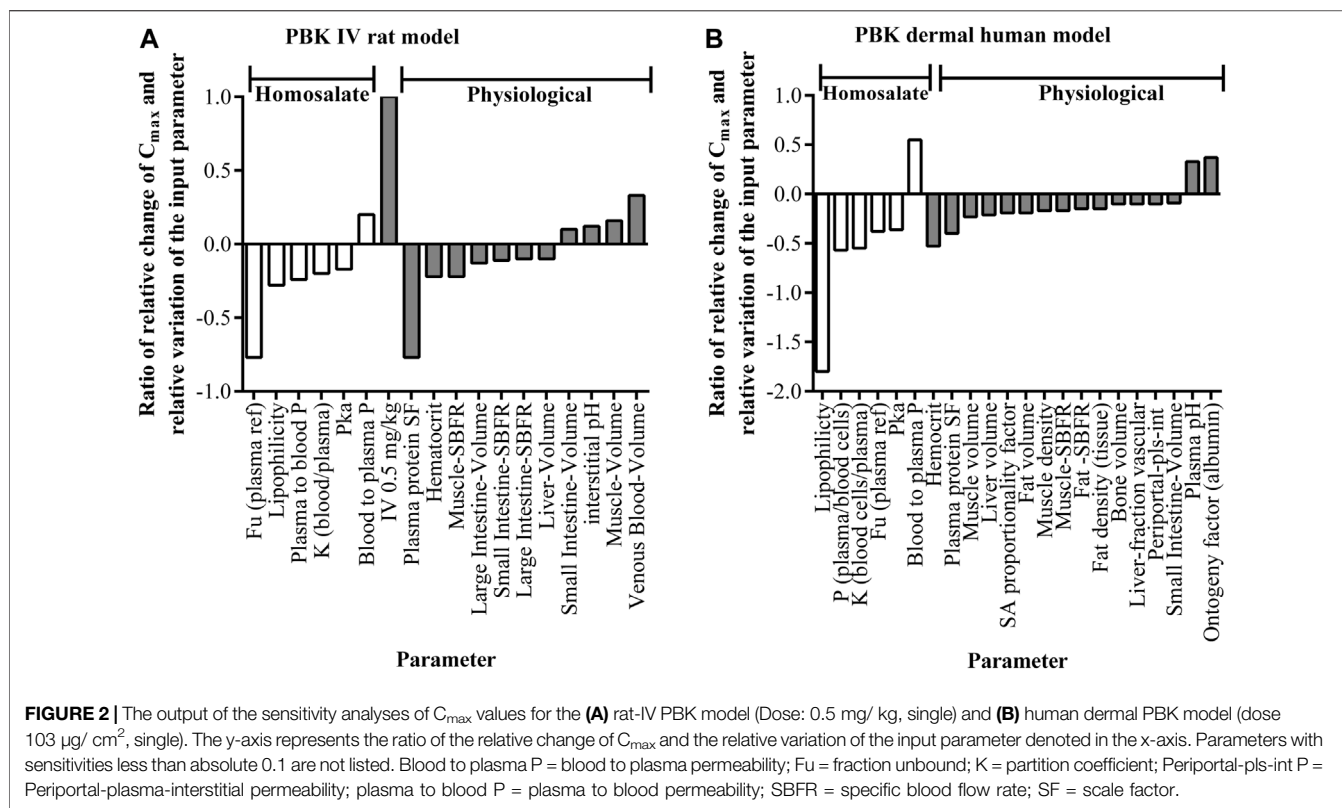 A
PBK IV rat model
Homosalate
Physiological
Ratio of relative change of Cmax and
relative variation of the input parameter
1.0
0.5
0.0
-0.5
-1.0
Fu (plasma ref)
Lipophilicity
Plasma to blood P
K (blood/plasma)
Pka
Blood to plasma P
IV 0.5 mg/kg
Plasma protein SF
Hematocrit
Muscle-SBFR
Large Intestine-Volume
Small Intestine-SBFR
Large Intestine-SBFR
Liver-Volume
Small Intestine-Volume
interstitial pH
Muscle-Volume
Venous Blood-Volume
Parameter
B
PBK dermal human model
Homosalate
Physiological
Ratio of relative change of Cmax and
relative variation of the input parameter
1.0
0.5
0.0
-0.5
-1.0
-1.5
-2.0
Lipophilicty
P (plasma/blood cells)
K (blood cells/plasma)
Fu (plasma ref)
Pka
Blood to plasma P
Hemocrit
Plasma protein SF
Muscle volume
Liver volume
SA proportionality factor
Fat volume
Muscle density
Muscle-SBFR
Fat -SBFR
Fat density (tissue)
Bone volume
Liver-fraction vascular
Periportal-pls-int
Small Intestine-Volume
Plasma pH
Ontogeny factor (albumin)
Parameter
FIGURE 2 | The output of the sensitivity analyses of Cmax values for the (A) rat-IV PBK model (Dose: 0.5 mg/ kg, single) and (B) human dermal PBK model (dose
103 µg/ cm², single). The y-axis represents the ratio of the relative change of Cmax and the relative variation of the input parameter denoted in the x-axis. Parameters with
sensitivities less than absolute 0.1 are not listed. Blood to plasma P = blood to plasma permeability; Fu = fraction unbound; K = partition coefficient; Periportal-pls-int P =
Periportal-plasma-interstitial permeability; plasma to blood P = plasma to blood permeability; SBFR = specific blood flow rate; SF = scale factor.